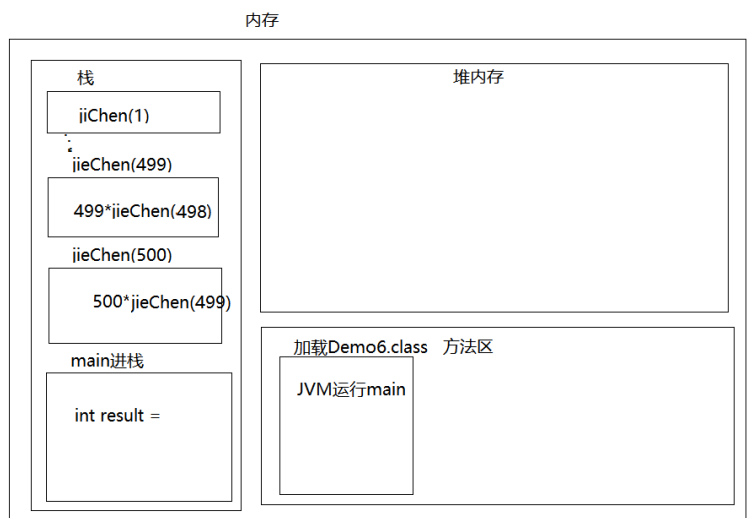 内存
栈
jiChen(1)
jieChen(499)
499*jieChen(498)
jieChen(500)
500*jieChen(499)
main进栈
int result =
堆内存
加载Demo6.class 方法区
JVM运行main